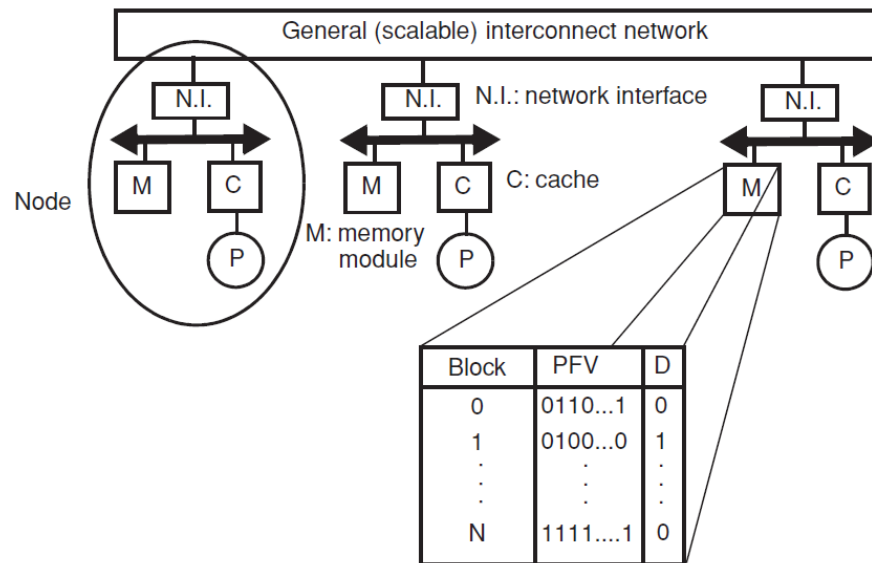 General (scalable) interconnect network
N.I.
N.I.
N.I.: network interface
N.I.
Node
M
C
M
C
C: cache
M
C
M: memory
module
P
P
P
Block PFV D
0 0110...1 0
1 0100...0 1
. . .
. . .
. . .
N 1111....1 0